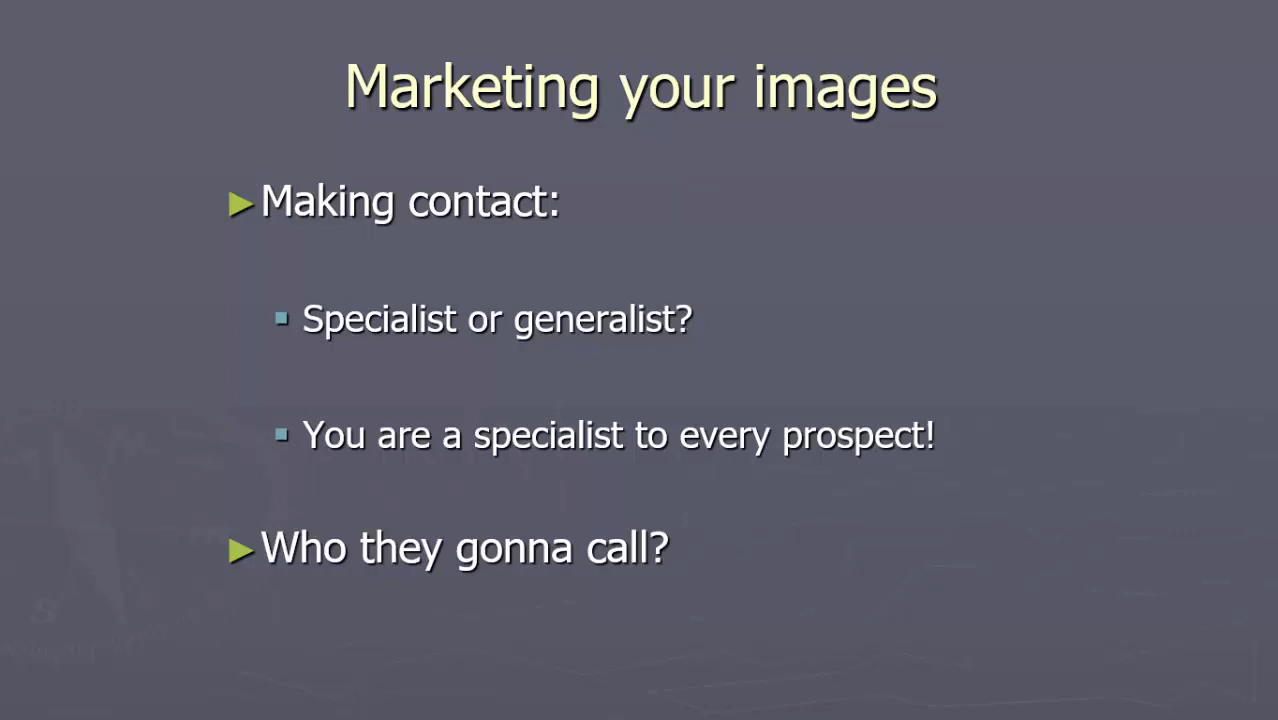 Marketing your images
Making contact:
Specialist or generalist?
You are a specialist to every prospect!
Who they gonna call?